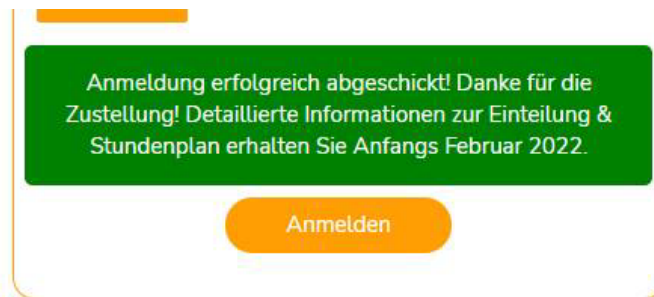 Anmeldung erfolgreich abgeschickt! Danke für die
Zustellung! Detaillierte Informationen zur Einteilung &
Stundenplan erhalten Sie Anfangs Februar 2022.
Anmelden